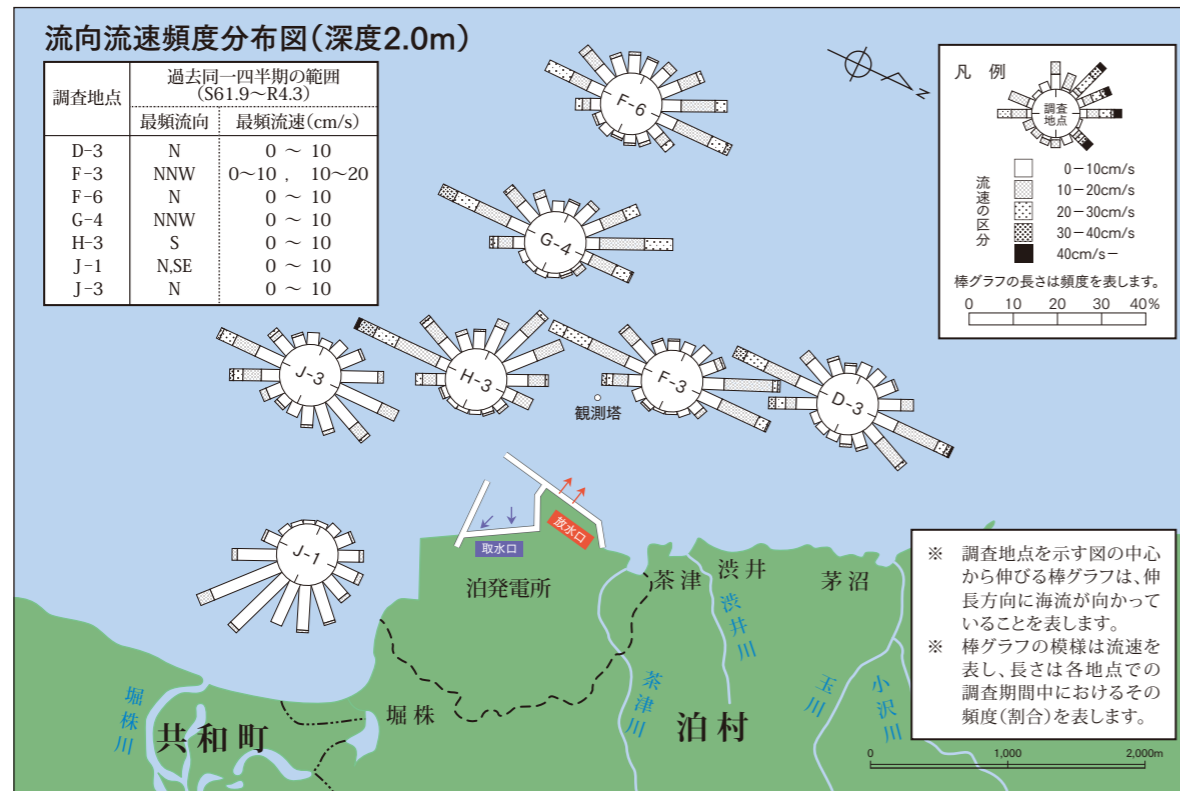 流向流速頻度分布図(深度2.0m)
調査地点
過去同一四半期の範囲
(S61.9~R4.3)
最頻流向 最頻流速(cm/s)
D-3 N 0 ~ 10
F-3 NNW 0~10 , 10~20
F-6 N 0 ~ 10
G-4 NNW 0 ~ 10
H-3 S 0 ~ 10
J-1 N,SE 0 ~ 10
J-3 N 0 ~ 10
N
凡 例
調査
地点
流速の区分
0-10cm/s
10-20cm/s
20-30cm/s
30-40cm/s
40cm/s-
棒グラフの長さは頻度を表します。
0 10 20 30 40%
F-6
G-4
J-3
H-3
F-3
D-3
観測塔
J-1
取水口
放水口
泊発電所
茶津
渋井
茅沼
渋井川
茶津川
玉川
小沢川
堀株川
共和町
堀株
泊村
※ 調査地点を示す図の中心
から伸びる棒グラフは、伸
長方向に海流が向かって
いることを表します。
※ 棒グラフの模様は流速を
表し、長さは各地点での
調査期間中におけるその
頻度(割合)を表します。
0 1,000 2,000m